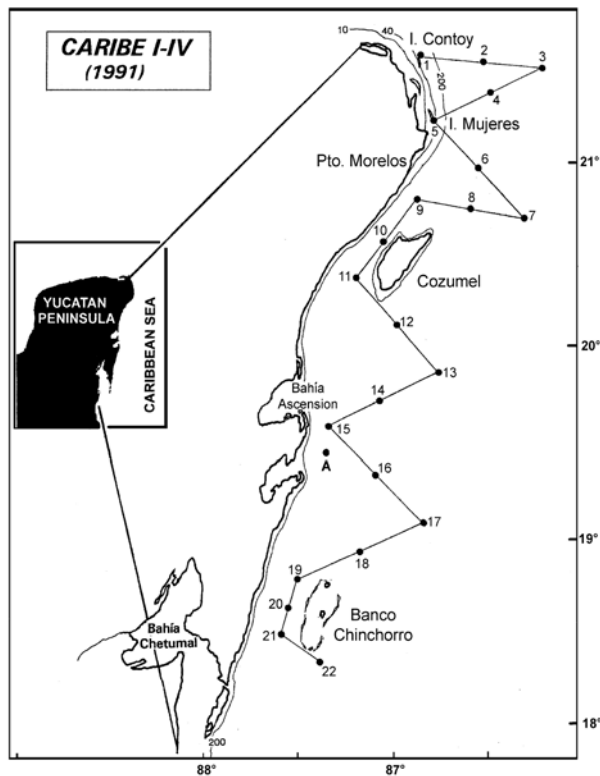 CARIBE I-IV
(1991)
10
40
200
I. Contoy
1
2
3
4
5
I. Mujeres
Pto. Morelos
6
21°
7
8
9
10
11
Cozumel
12
YUCATAN
PENINSULA
CARIBBEAN SEA
20°
13
14
Bahía
Ascension
15
A
16
17
19°
18
19
20
21
Banco
Chinchorro
22
Bahía
Chetumal
200
18°
88°
87°